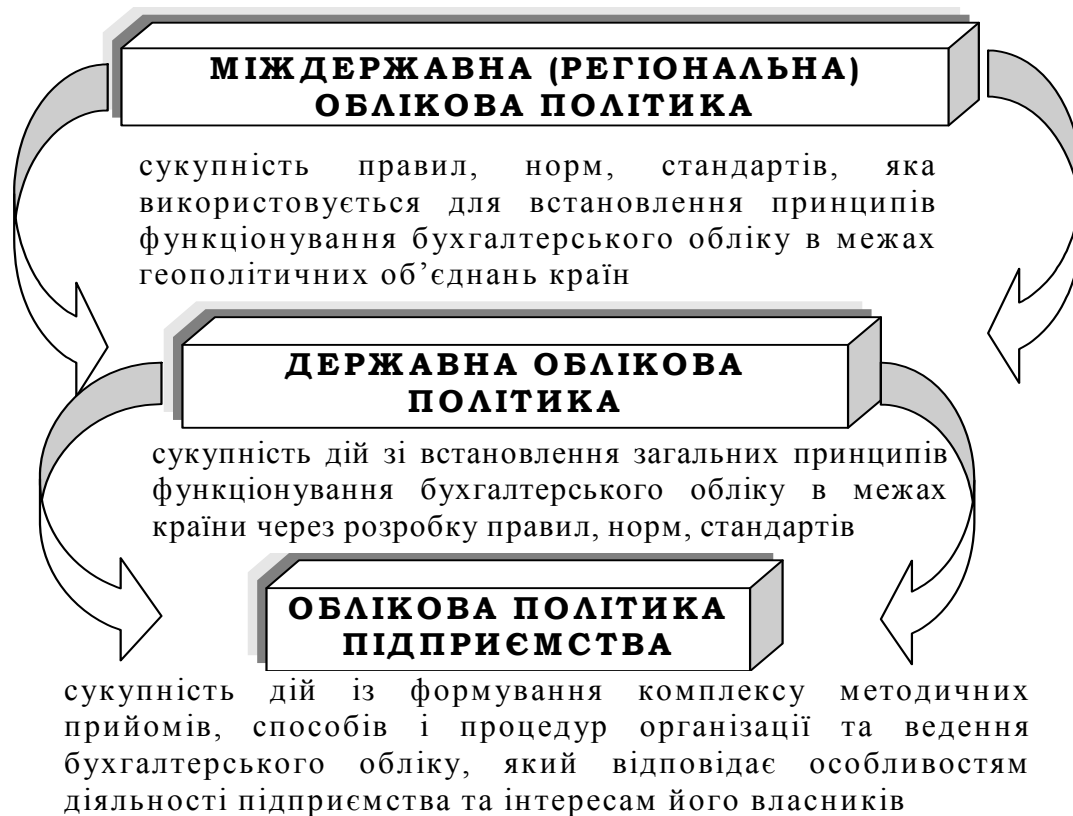 МІЖДЕРЖАВНА (РЕГІОНАЛЬНА)
ОБЛІКОВА ПОЛІТИКА
сукупність правил, норм, стандартів, яка
використовується для встановлення принципів
функціонування бухгалтерського обліку в межах
геополітичних об’єднань країн
ДЕРЖАВНА ОБЛІКОВА
ПОЛІТИКА
сукупність дій зі встановлення загальних принципів
функціонування бухгалтерського обліку в межах
країни через розробку правил, норм, стандартів
ОБЛІКОВА ПОЛІТИКА
ПІДПРИЄМСТВА
сукупність дій із формування комплексу методичних
прийомів, способів і процедур організації та ведення
бухгалтерського обліку, який відповідає особливостям
діяльності підприємства та інтересам його власників